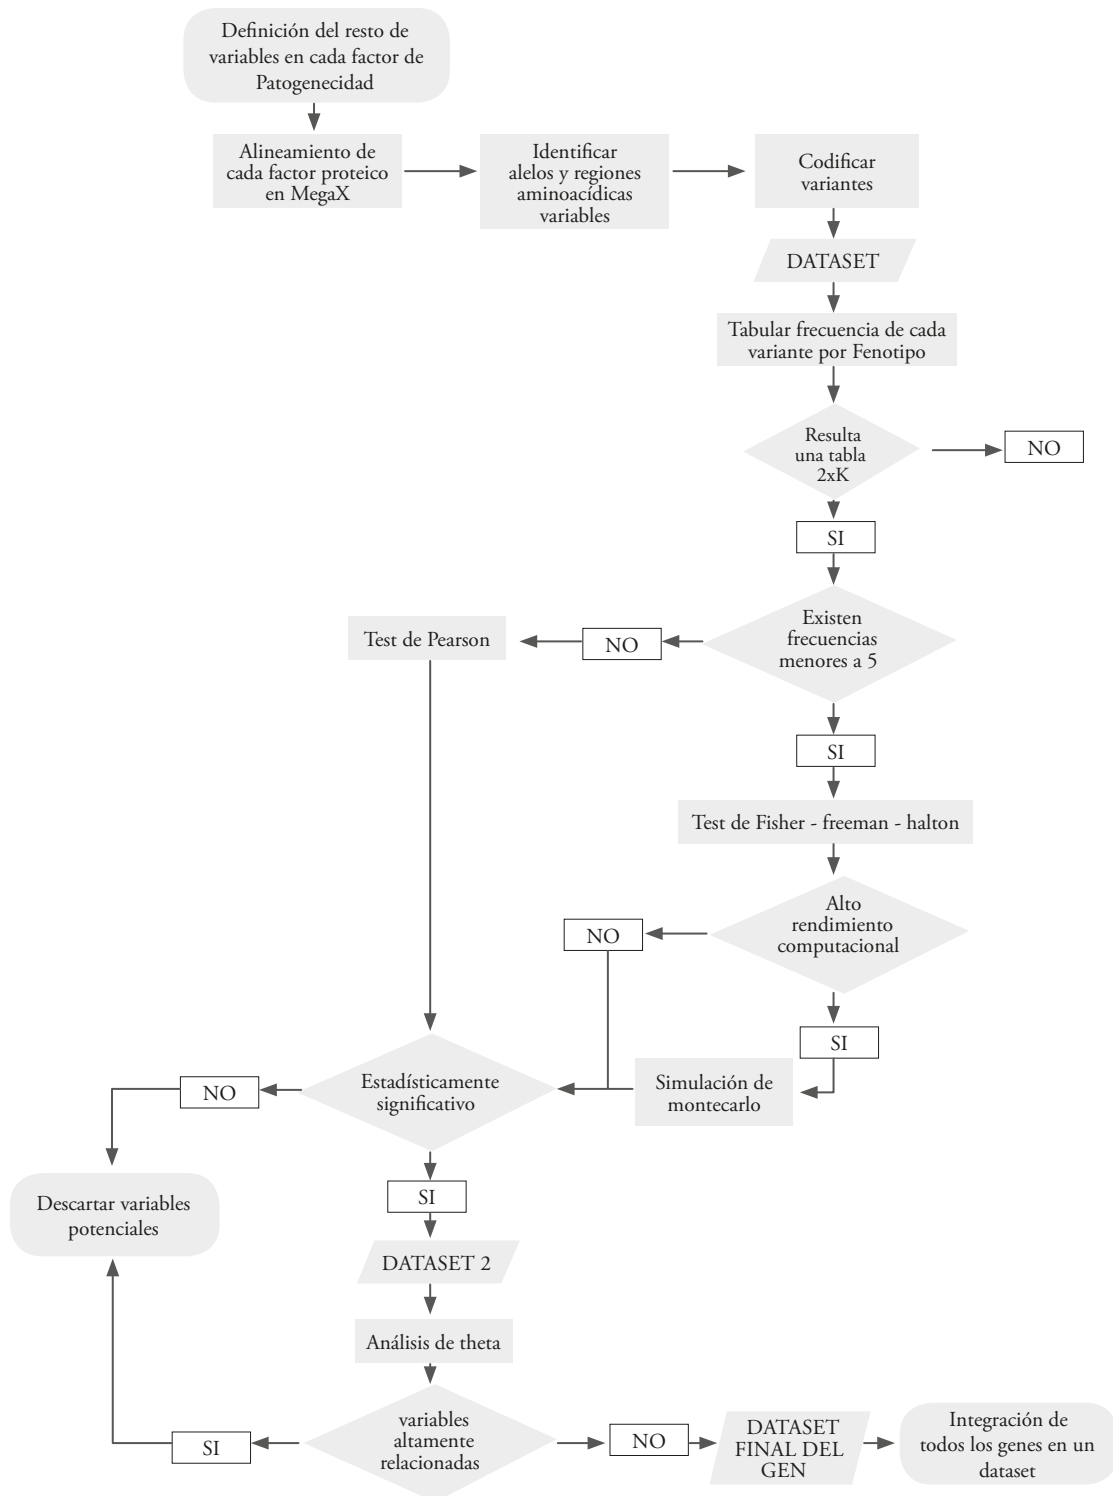 Definición del resto de
variables en cada factor de
Patogenecidad
Alineamiento de
cada factor proteico
en MegaX
Identificar
alelos y regiones
aminoacídicas
variables
Codificar
variantes
DATASET
Tabular frecuencia de cada
variante por Fenotipo
Resulta
una tabla
2xK
NO
SI
Existen
frecuencias
menores a 5
NO
Test de Pearson
SI
Test de Fisher - freeman - halton
Alto
rendimiento
computacional
NO
SI
Simulación de
montecarlo
Estadísticamente
significativo
NO
Descartar variables
potenciales
SI
DATASET 2
Análisis de theta
variables
altamente
relacionadas
SI
NO
DATASET
FINAL DEL
GEN
Integración de
todos los genes en un
dataset